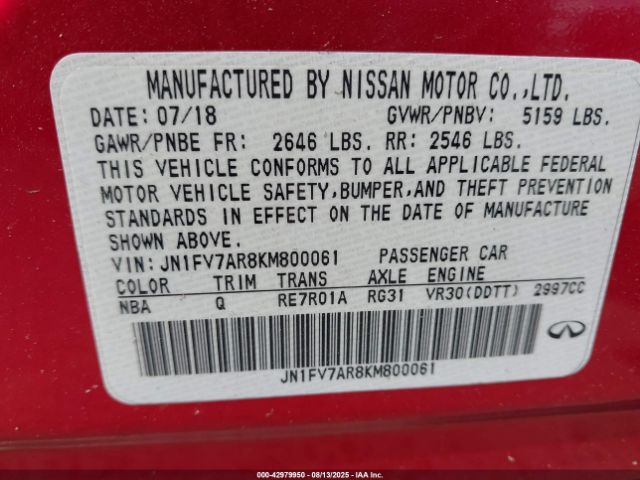 MANUFACTURED BY NISSAN MOTOR CO.,LTD.
DATE: 07/18 GVWR/PNBV: 5159 LBS.
GAWR/PNBE FR: 2646 LBS. RR: 2546 LBS.
THIS VEHICLE CONFORMS TO ALL APPLICABLE FEDERAL
MOTOR VEHICLE SAFETY,BUMPER,AND THEFT PREVENTION
STANDARDS IN EFFECT ON THE DATE OF MANUFACTURE
SHOWN ABOVE.
VIN: JN1FV7AR8KM800061 PASSENGER CAR
COLOR TRIM TRANS AXLE ENGINE
NBA Q RE7R01A RG31 VR30(DDTT) 2997CC
JN1FV7AR8KM800061
000-42979950 - 08/13/2025 - IAAI.COM